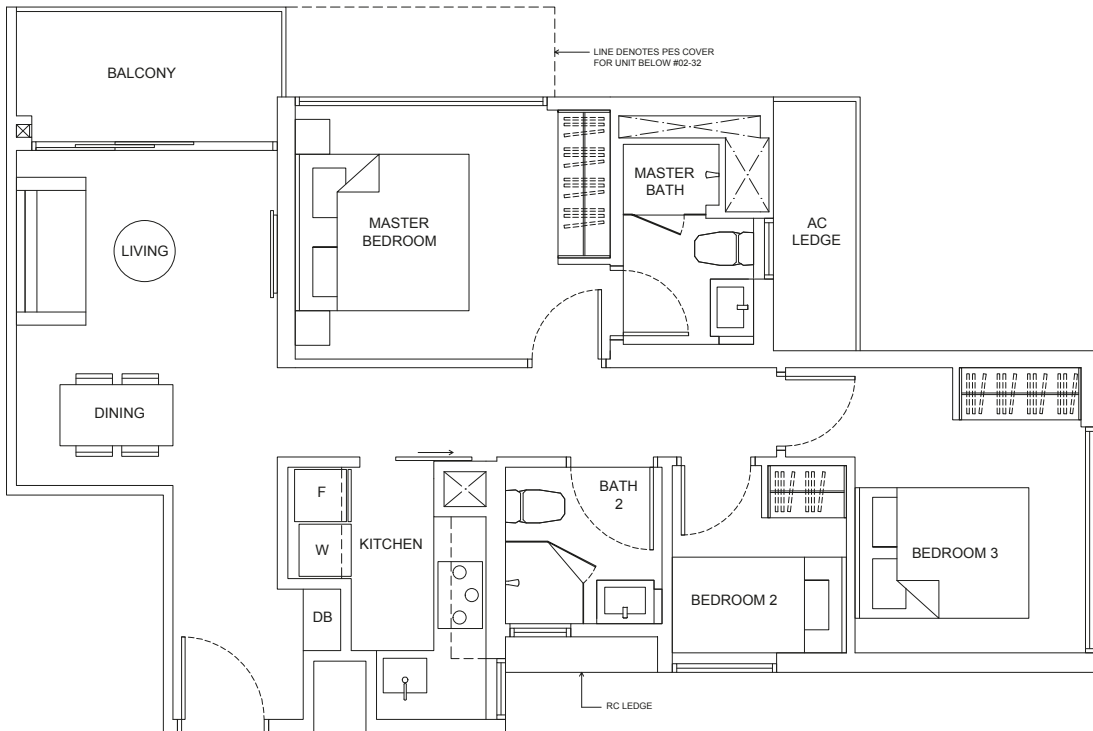 LINE DENOTES PES COVER
FOR UNIT BELOW #02-32
BALCONY
MASTER
BATH
MASTER
BEDROOM
AC
LEDGE
LIVING
DINING
F
W
KITCHEN
BATH
2
BEDROOM 3
BEDROOM 2
DB
RC LEDGE